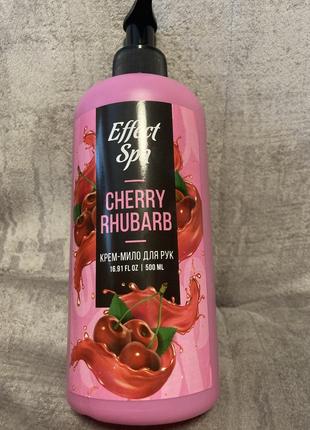 Effect
Spa
CHERRY
RHUBARB
КРЕМ-МИЛО ДЛЯ РУК
16.91 FL OZ | 500 ML